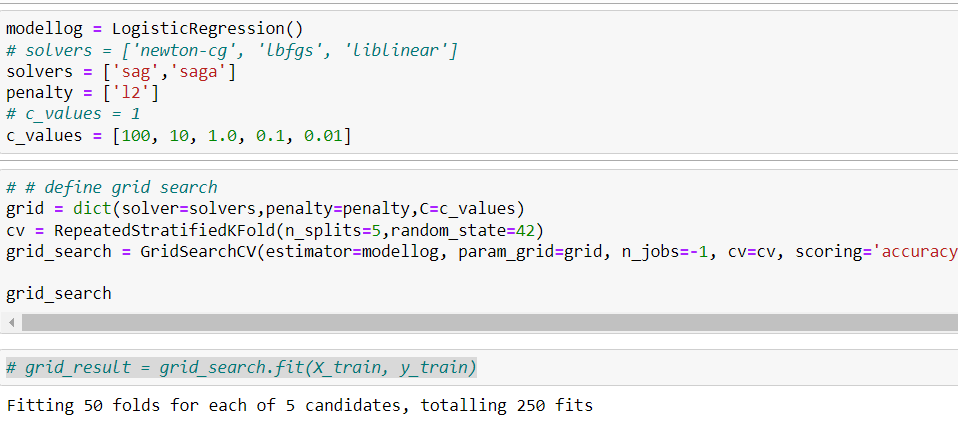 modellog = LogisticRegression()
# solvers = ['newton-cg', 'lbfgs', 'liblinear']
solvers = ['sag','saga']
penalty = ['l2']
# c_values = 1
c_values = [100, 10, 1.0, 0.1, 0.01]
# # define grid search
grid = dict(solver=solvers,penalty=penalty,C=c_values)
cv = RepeatedStratifiedKFold(n_splits=5,random_state=42)
grid_search = GridSearchCV(estimator=modellog, param_grid=grid, n_jobs=-1, cv=cv, scoring='accuracy
grid_search
# grid_result = grid_search.fit(X_train, y_train)
Fitting 50 folds for each of 5 candidates, totalling 250 fits